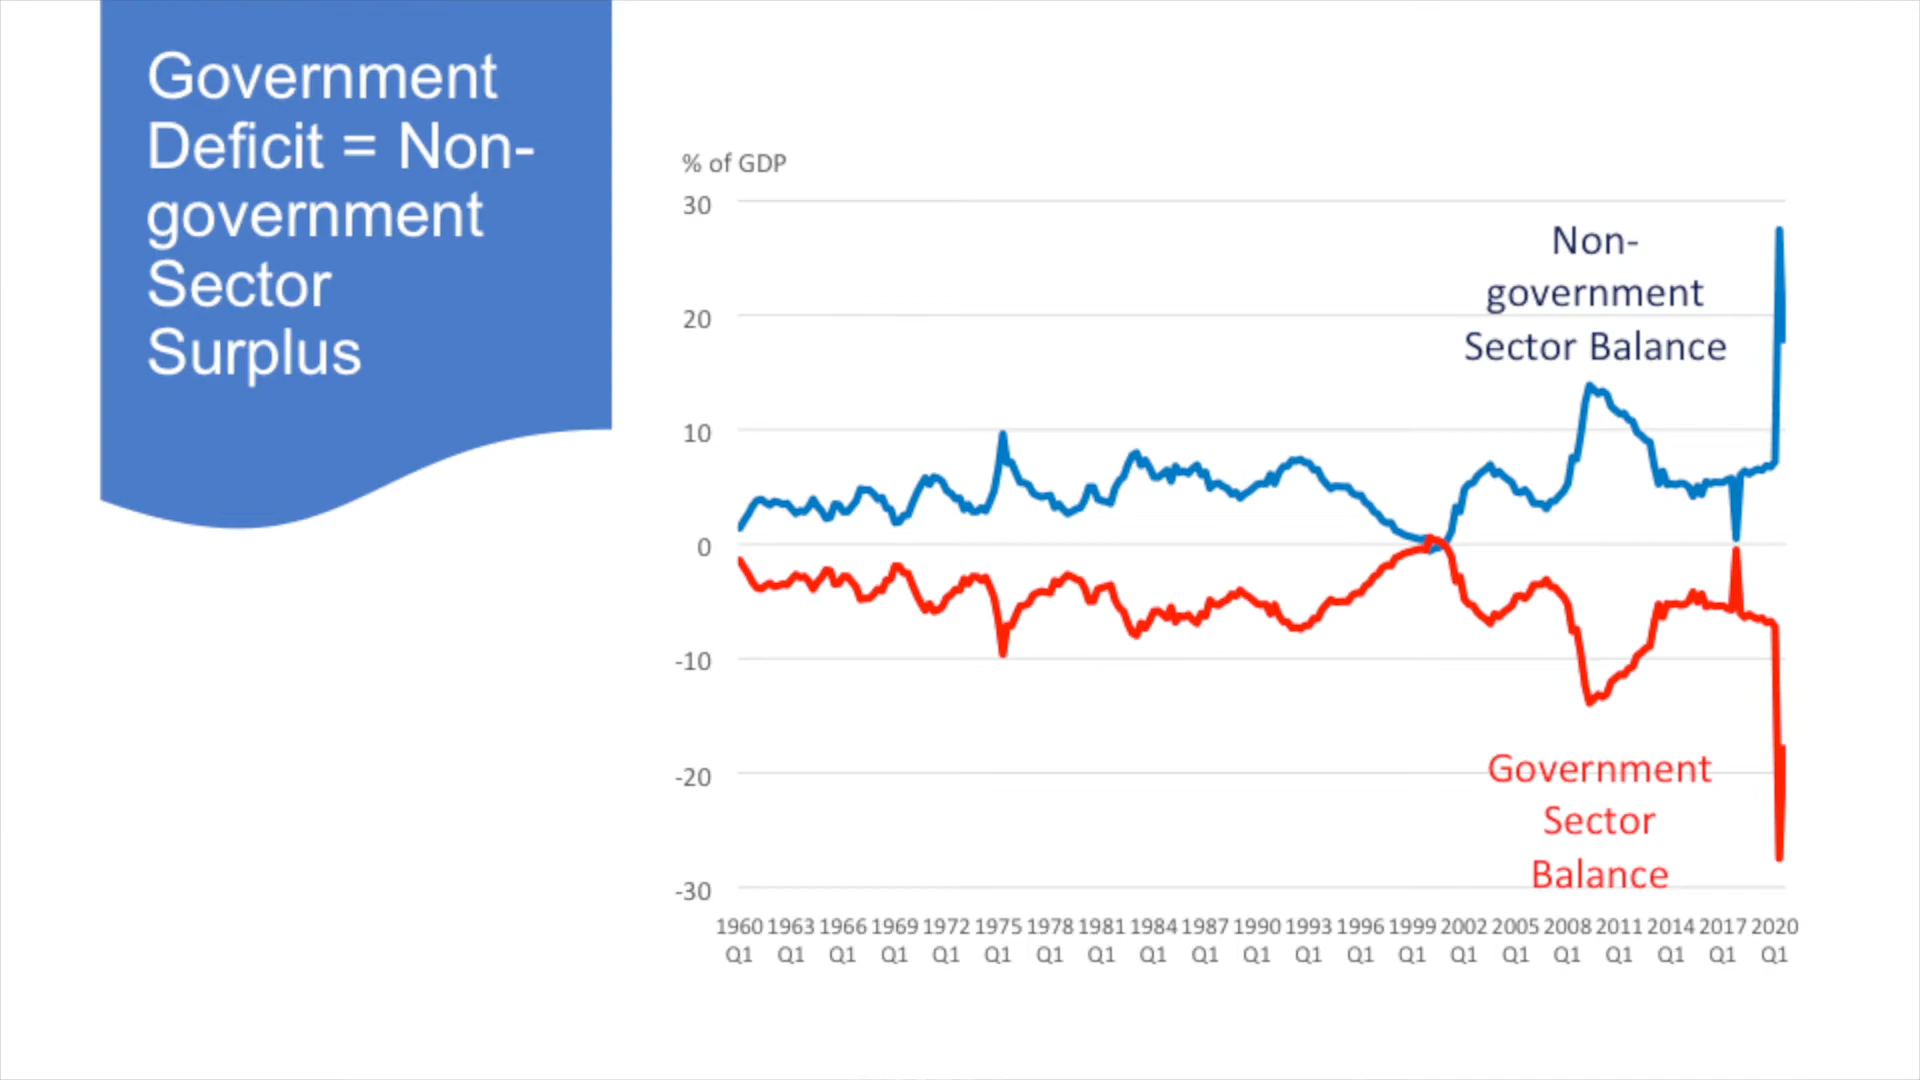 Government
Deficit = Non-
government
Sector
Surplus
% of GDP
30
20
10
0
-10
-20
-30
Non-
government
Sector Balance
Government
Sector
Balance
1960 1963 1966 1969 1972 1975 1978 1981 1984 1987 1990 1993 1996 1999 2002 2005 2008 2011 2014 2017 2020
Q1 Q1 Q1 Q1 Q1 Q1 Q1 Q1 Q1 Q1 Q1 Q1 Q1 Q1 Q1 Q1 Q1 Q1 Q1 Q1 Q1